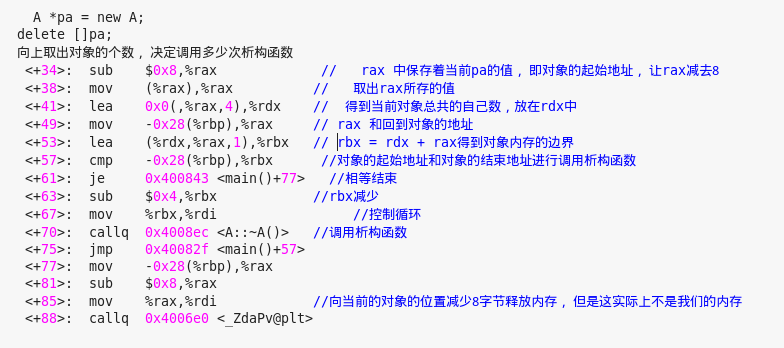 A *pa = new A;
delete []pa;
向上取出对象的个数，决定调用多少次析构函数
<+34>:  sub    $0x8,%rax             //   rax 中保存着当前pa的值，即对象的起始地址，让rax减去8
<+38>:  mov    (%rax),%rax          //   取出rax所存的值
<+41>:  lea    0x0(,%rax,4),%rdx    //  得到当前对象总共的自己数，放在rdx中
<+49>:  mov    -0x28(%rbp),%rax     // rax 和回到对象的地址
<+53>:  lea    (%rdx,%rax,1),%rbx   // rbx = rdx + rax得到对象内存的边界
<+57>:  cmp    -0x28(%rbp),%rbx      //对象的起始地址和对象的结束地址进行调用析构函数
<+61>:  je     0x400843 <main()+77>   //相等结束
<+63>:  sub    $0x4,%rbx            //rbx减少
<+67>:  mov    %rbx,%rdi                 //控制循环
<+70>:  callq  0x4008ec <A::~A()>   //调用析构函数
<+75>:  jmp    0x40082f <main()+57>
<+77>:  mov    -0x28(%rbp),%rax
<+81>:  sub    $0x8,%rax
<+85>:  mov    %rax,%rdi            //向当前的对象的位置减少8字节释放内存，但是这实际上不是我们的内存
<+88>:  callq  0x4006e0 <_ZdaPv@plt>